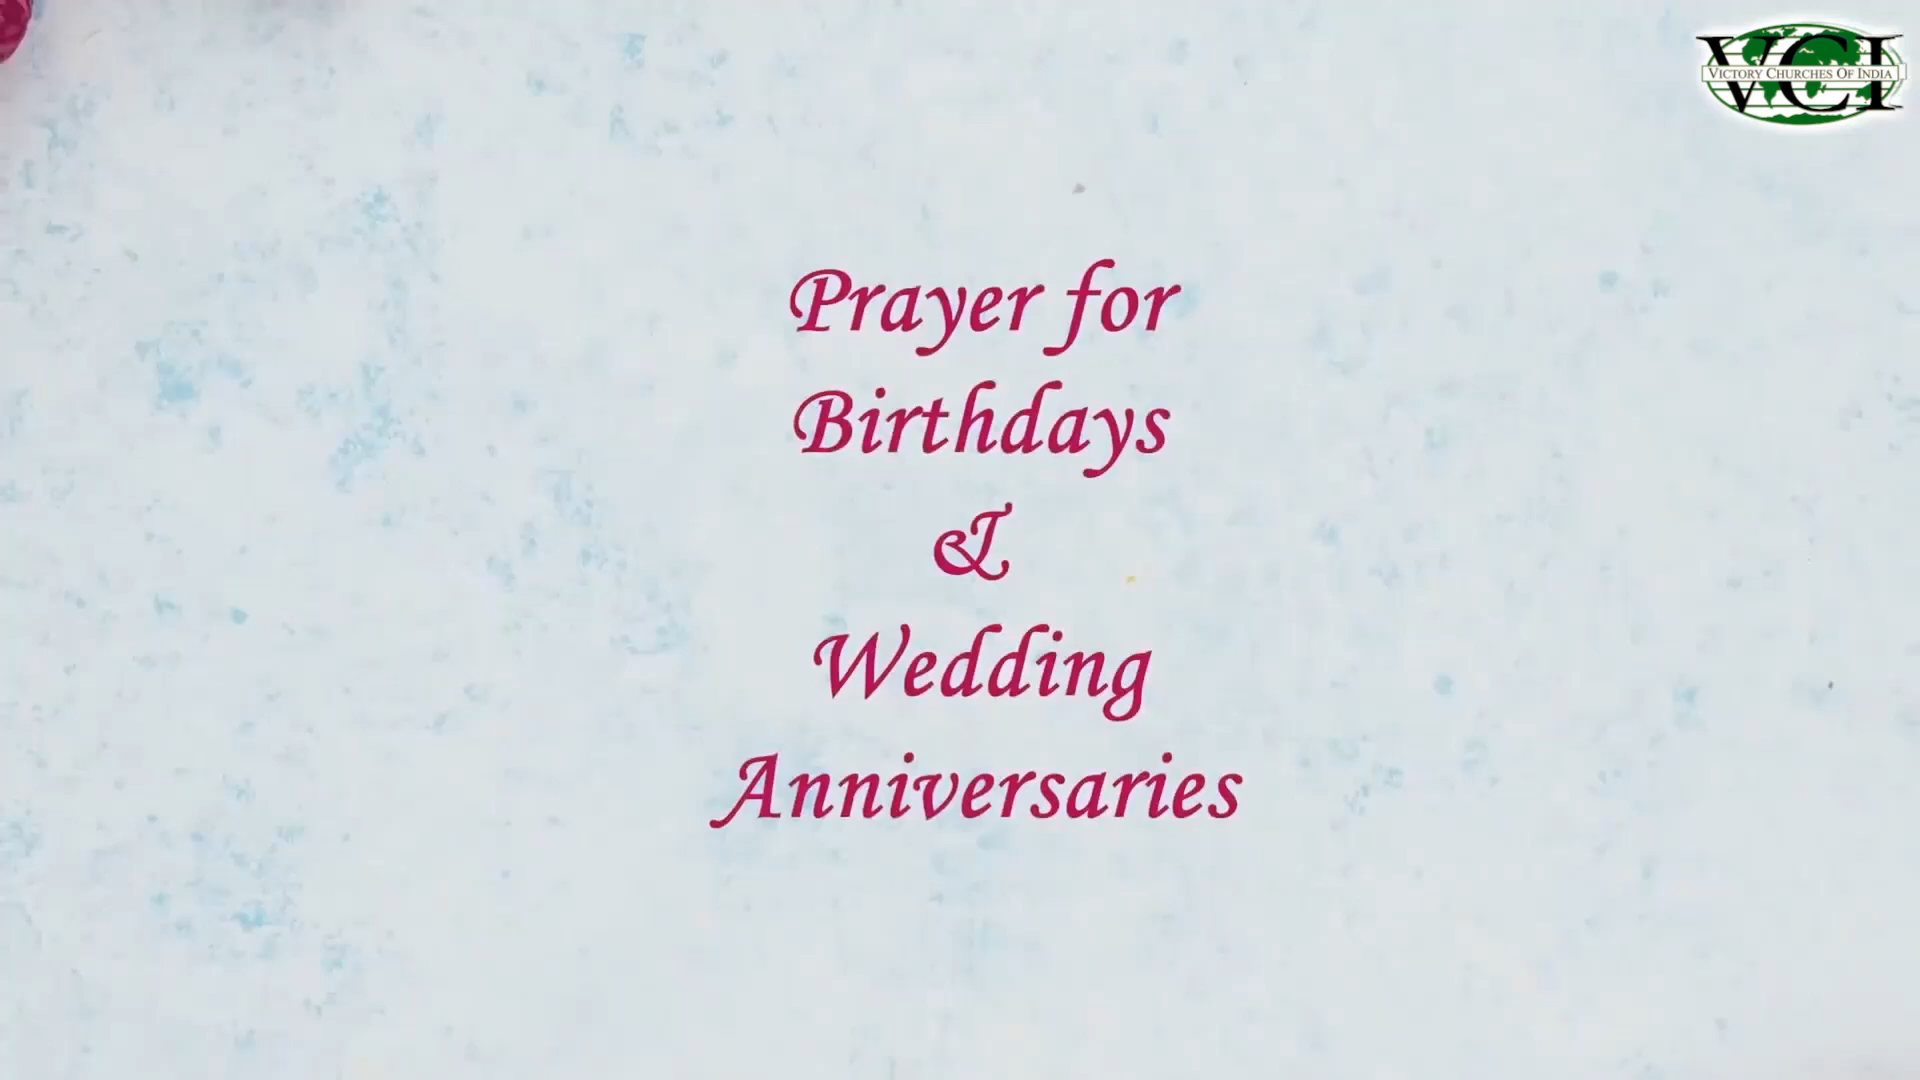 VCI
VICTORY CHURCHES OF INDIA
Prayer for
Birthdays
&
Wedding
Anniversaries